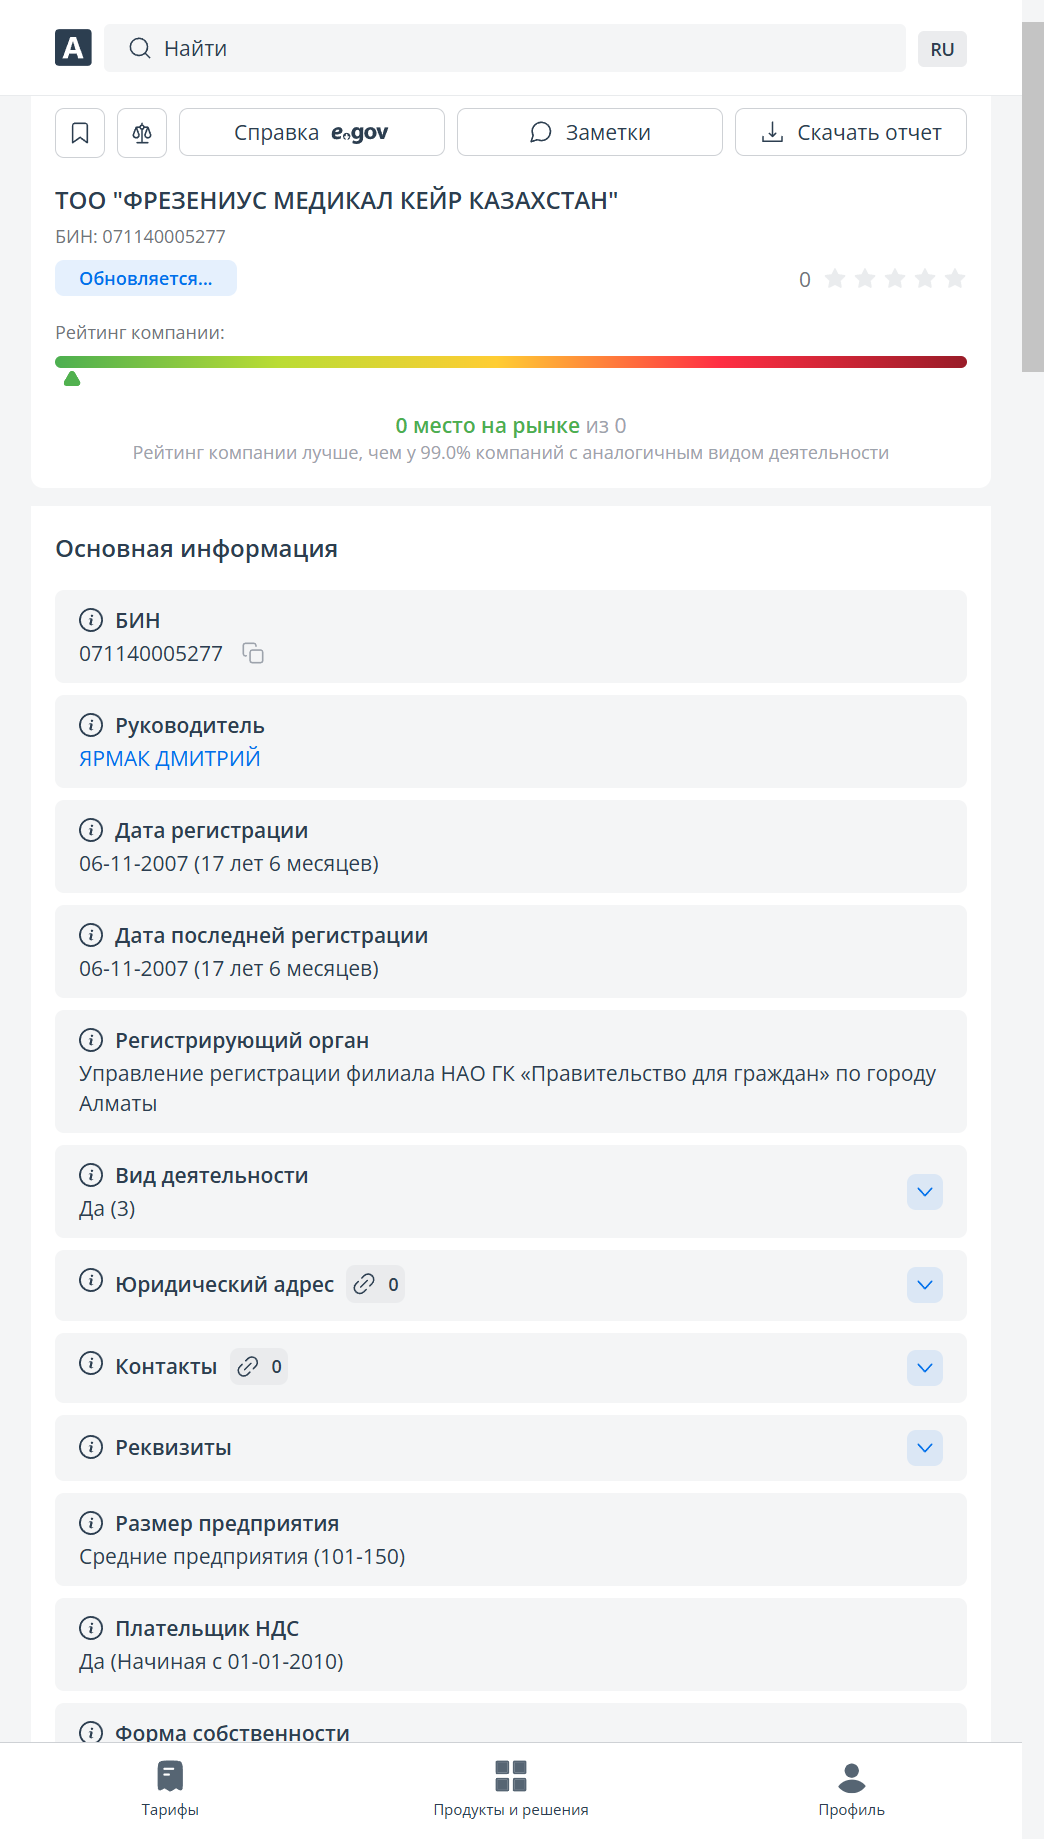 A
Найти
RU
Справка egov
Заметки
Скачать отчет
ТОО "ФРЕЗЕНИУС МЕДИКАЛ КЕЙР КАЗАХСТАН"
БИН: 071140005277
Обновляется...
0
Рейтинг компании:
0 место на рынке из 0
Рейтинг компании лучше, чем у 99.0% компаний с аналогичным видом деятельности
Основная информация
БИН
071140005277
Руководитель
ЯРМАК ДМИТРИЙ
Дата регистрации
06-11-2007 (17 лет 6 месяцев)
Дата последней регистрации
06-11-2007 (17 лет 6 месяцев)
Регистрирующий орган
Управление регистрации филиала НАО ГК «Правительство для граждан» по городу
Алматы
Вид деятельности
Да (3)
Юридический адрес 0
Контакты 0
Реквизиты
Размер предприятия
Средние предприятия (101-150)
Плательщик НДС
Да (Начиная с 01-01-2010)
Форма собственности
Тарифы
Продукты и решения
Профиль